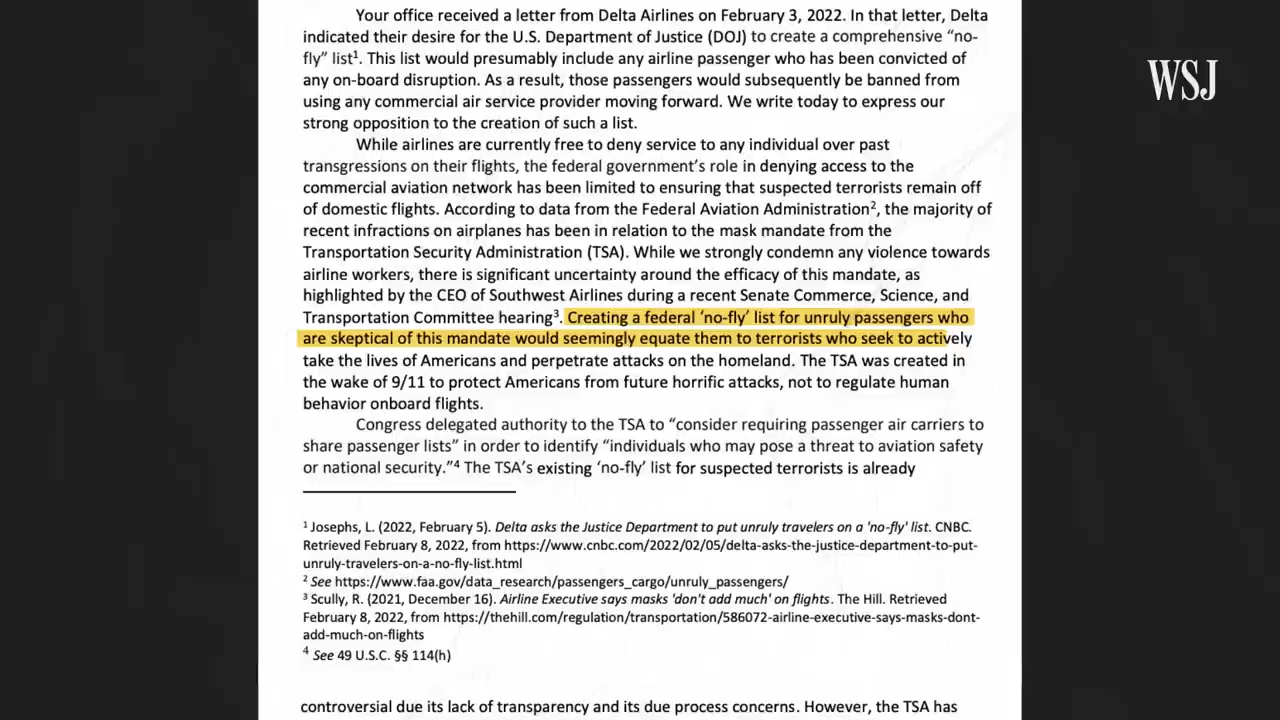 Your office received a letter from Delta Airlines on February 3, 2022. In that letter, Delta
indicated their desire for the U.S. Department of Justice (DOJ) to create a comprehensive “no-
fly” list¹. This list would presumably include any airline passenger who has been convicted of
any on-board disruption. As a result, those passengers would subsequently be banned from
using any commercial air service provider moving forward. We write today to express our
strong opposition to the creation of such a list.
While airlines are currently free to deny service to any individual over past
transgressions on their flights, the federal government’s role in denying access to the
commercial aviation network has been limited to ensuring that suspected terrorists remain off
of domestic flights. According to data from the Federal Aviation Administration², the majority of
recent infractions on airplanes has been in relation to the mask mandate from the
Transportation Security Administration (TSA). While we strongly condemn any violence towards
airline workers, there is significant uncertainty around the efficacy of this mandate, as
highlighted by the CEO of Southwest Airlines during a recent Senate Commerce, Science, and
Transportation Committee hearing³. Creating a federal ‘no-fly’ list for unruly passengers who
are skeptical of this mandate would seemingly equate them to terrorists who seek to actively
take the lives of Americans and perpetrate attacks on the homeland. The TSA was created in
the wake of 9/11 to protect Americans from future horrific attacks, not to regulate human
behavior onboard flights.
Congress delegated authority to the TSA to “consider requiring passenger air carriers to
share passenger lists” in order to identify “individuals who may pose a threat to aviation safety
or national security.”⁴ The TSA’s existing ‘no-fly’ list for suspected terrorists is already
¹ Josephs, L. (2022, February 5). Delta asks the Justice Department to put unruly travelers on a 'no-fly' list. CNBC.
Retrieved February 8, 2022, from https://www.cnbc.com/2022/02/05/delta-asks-the-justice-department-to-put-
unruly-travelers-on-a-no-fly-list.html
² See https://www.faa.gov/data_research/passengers_cargo/unruly_passengers/
³ Scully, R. (2021, December 16). Airline Executive says masks 'don't add much' on flights. The Hill. Retrieved
February 8, 2022, from https://thehill.com/regulation/transportation/586072-airline-executive-says-masks-dont-
add-much-on-flights
⁴ See 49 U.S.C. §§ 114(h)
controversial due its lack of transparency and its due process concerns. However, the TSA has
WSJ